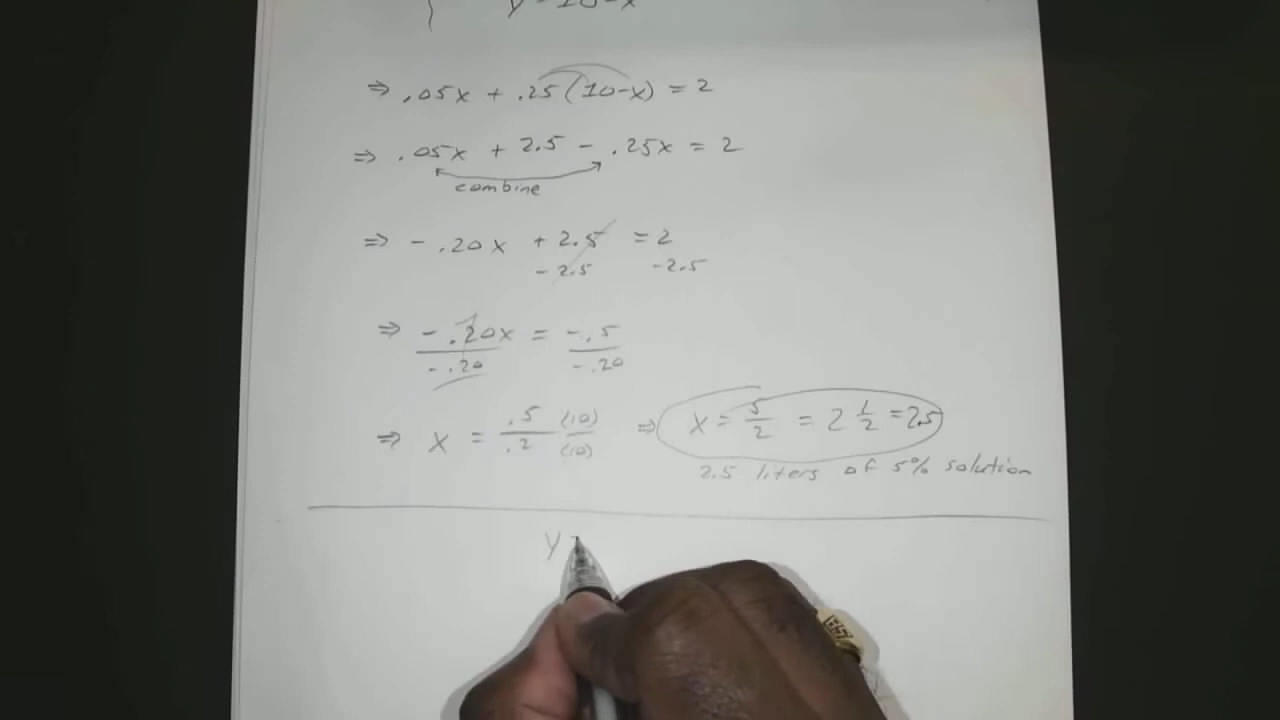 y = 10 - x
⇒ .05x + .25(10-x) = 2
⇒ .05x + 2.5 - .25x = 2
combine
⇒ - .20x + 2.5 = 2
- 2.5 -2.5
⇒ - .20x = - .5
- .20 - .20
⇒ x = .5 (10) / .2 (10) ⇒ x = 5/2 = 2 1/2 = 2.5
2.5 liters of 5% solution
y